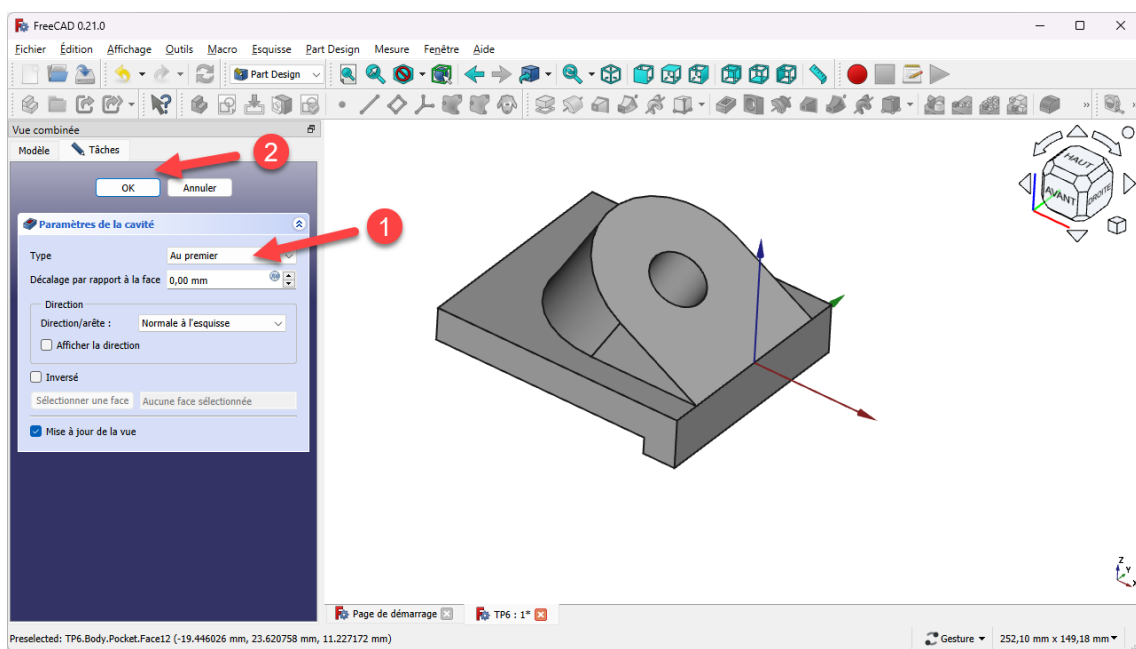 FreeCAD 0.21.0
Fichier Édition Affichage Outils Macro Esquisse Part Design Mesure Fenêtre Aide
Part Design
Vue combinée
Modèle Tâches
2
OK Annuler
Paramètres de la cavité
1
Type Au premier
Décalage par rapport à la face 0,00 mm
Direction
Direction/arête : Normale à l'esquisse
Afficher la direction
Inversé
Sélectionner une face Aucune face sélectionnée
Mise à jour de la vue
HAUT
AVANT
DROITE
Z
Y
X
Page de démarrage TP6 : 1*
Preselected: TP6.Body.Pocket.Face12 (-19.446026 mm, 23.620758 mm, 11.227172 mm) Gesture 252,10 mm x 149,18 mm